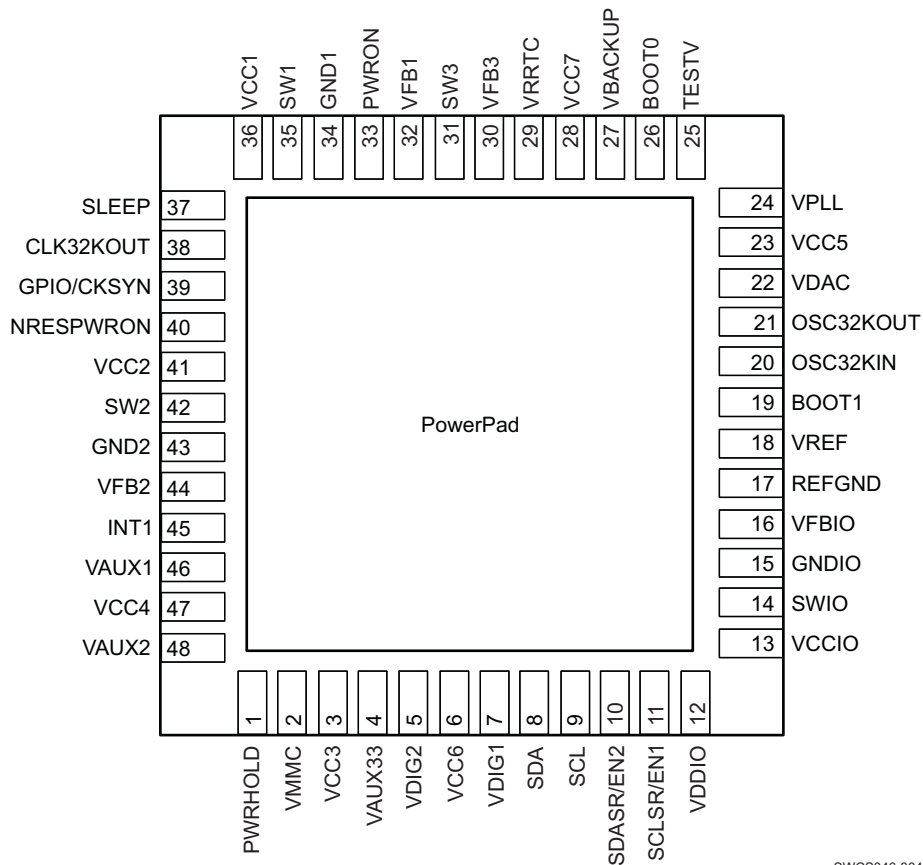 VCC1
SW1
GND1
PWRON
VFB1
SW3
VFB3
VRRTC
VCC7
VBACKUP
BOOT0
TESTV
36
35
34
33
32
31
30
29
28
27
26
25
SLEEP 37
CLK32KOUT 38
GPIO/CKSYN 39
NRESPWRON 40
VCC2 41
SW2 42
GND2 43
VFB2 44
INT1 45
VAUX1 46
VCC4 47
VAUX2 48
PowerPad
24 VPLL
23 VCC5
22 VDAC
21 OSC32KOUT
20 OSC32KIN
19 BOOT1
18 VREF
17 REFGND
16 VFBIO
15 GNDIO
14 SWIO
13 VCCIO
1
2
3
4
5
6
7
8
9
10
11
12
PWRHOLD
VMMC
VCC3
VAUX33
VDIG2
VCC6
VDIG1
SDA
SCL
SDASR/EN2
SCLSR/EN1
VDDIO